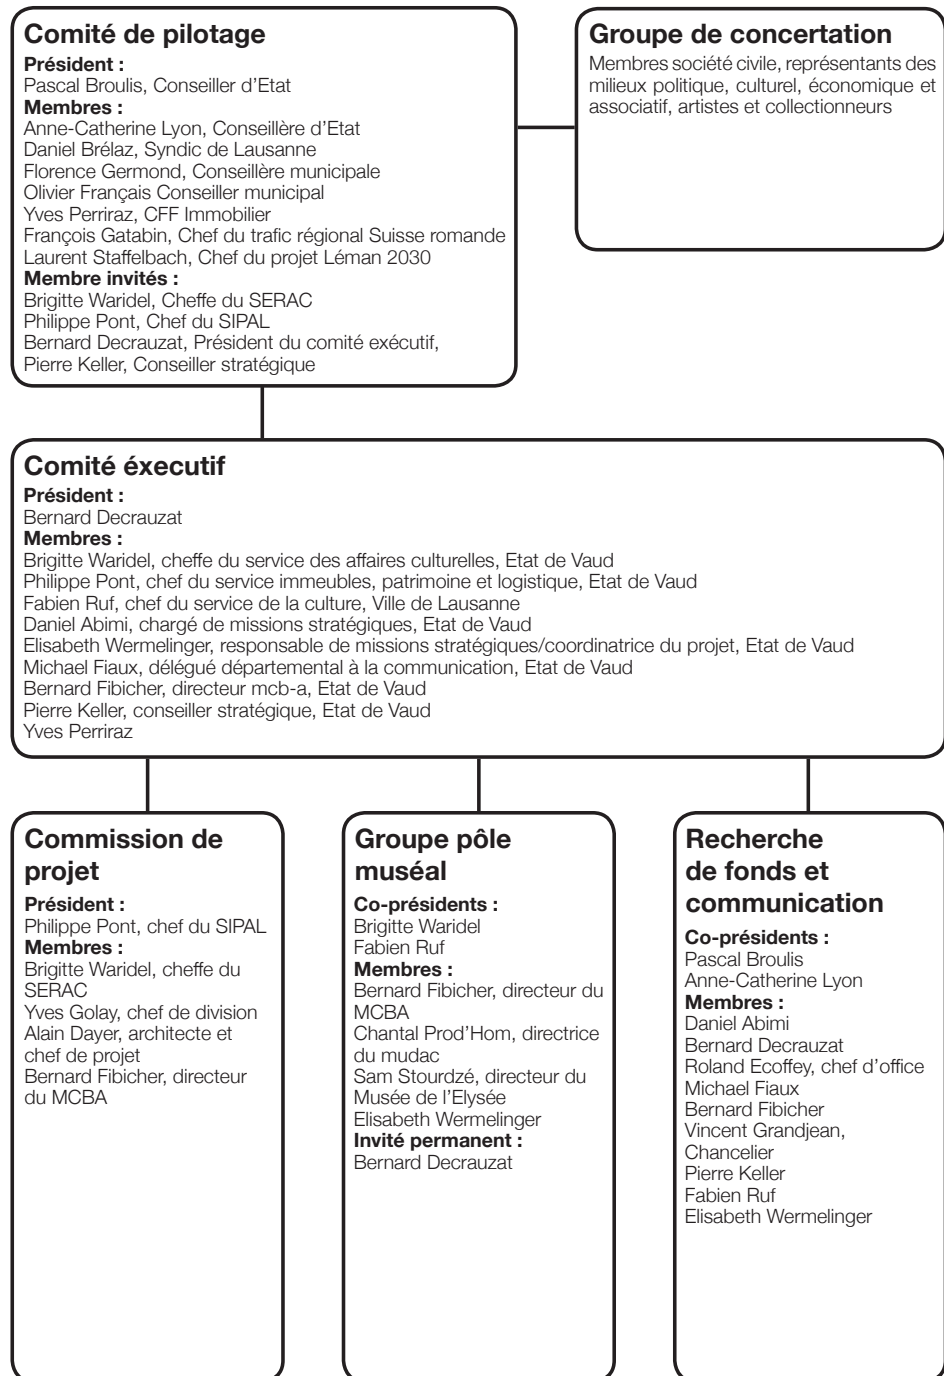 Comité de pilotage
Président :
Pascal Broulis, Conseiller d'Etat
Membres :
Anne-Catherine Lyon, Conseillère d'Etat
Daniel Brélaz, Syndic de Lausanne
Florence Germond, Conseillère municipale
Olivier Français Conseiller municipal
Yves Perriraz, CFF Immobilier
François Gatabin, Chef du trafic régional Suisse romande
Laurent Staffelbach, Chef du projet Léman 2030
Membre invités :
Brigitte Waridel, Cheffe du SERAC
Philippe Pont, Chef du SIPAL
Bernard Decrauzat, Président du comité exécutif,
Pierre Keller, Conseiller stratégique
Groupe de concertation
Membres société civile, représentants des
milieux politique, culturel, économique et
associatif, artistes et collectionneurs
Comité éxecutif
Président :
Bernard Decrauzat
Membres :
Brigitte Waridel, cheffe du service des affaires culturelles, Etat de Vaud
Philippe Pont, chef du service immeubles, patrimoine et logistique, Etat de Vaud
Fabien Ruf, chef du service de la culture, Ville de Lausanne
Daniel Abimi, chargé de missions stratégiques, Etat de Vaud
Elisabeth Wermelinger, responsable de missions stratégiques/coordinatrice du projet, Etat de Vaud
Michael Fiaux, délégué départemental à la communication, Etat de Vaud
Bernard Fibicher, directeur mcb-a, Etat de Vaud
Pierre Keller, conseiller stratégique, Etat de Vaud
Yves Perriraz
Commission de
projet
Président :
Philippe Pont, chef du SIPAL
Membres :
Brigitte Waridel, cheffe du
SERAC
Yves Golay, chef de division
Alain Dayer, architecte et
chef de projet
Bernard Fibicher, directeur
du MCBA
Groupe pôle
muséal
Co-présidents :
Brigitte Waridel
Fabien Ruf
Membres :
Bernard Fibicher, directeur du
MCBA
Chantal Prod'Hom, directrice
du mudac
Sam Stourdzé, directeur du
Musée de l'Elysée
Elisabeth Wermelinger
Invité permanent :
Bernard Decrauzat
Recherche
de fonds et
communication
Co-présidents :
Pascal Broulis
Anne-Catherine Lyon
Membres :
Daniel Abimi
Bernard Decrauzat
Roland Ecoffey, chef d'office
Michael Fiaux
Bernard Fibicher
Vincent Grandjean,
Chancelier
Pierre Keller
Fabien Ruf
Elisabeth Wermelinger